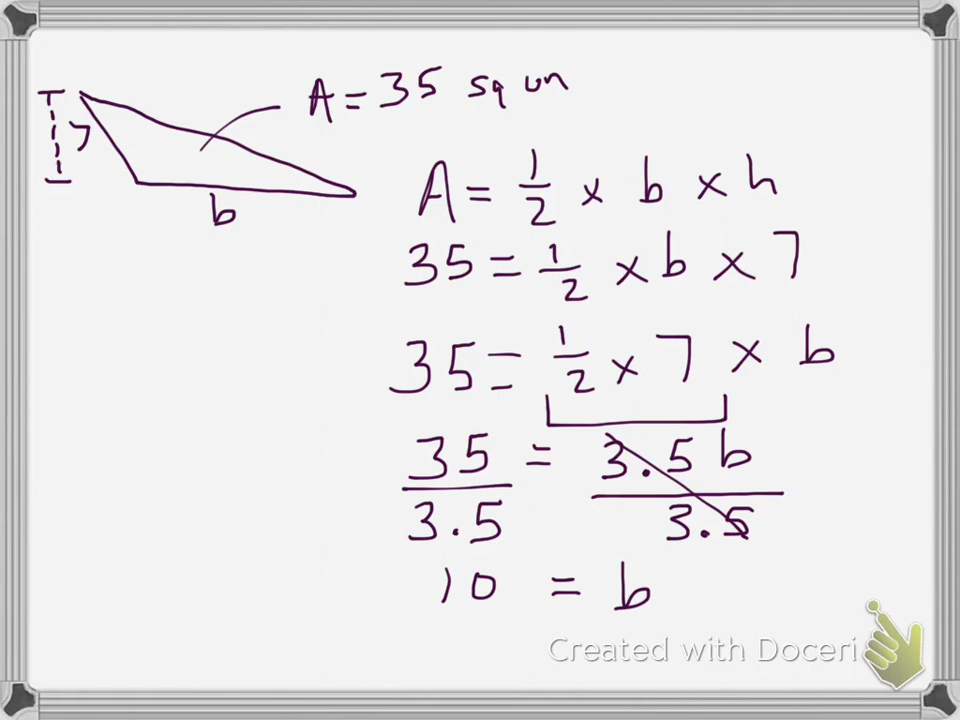 A = 35 sq un
7
b
A = 1/2 × b × h
35 = 1/2 × b × 7
35 = 1/2 × 7 × b
35/3.5 = 3.5 b/3.5
10 = b
Created with Doceri